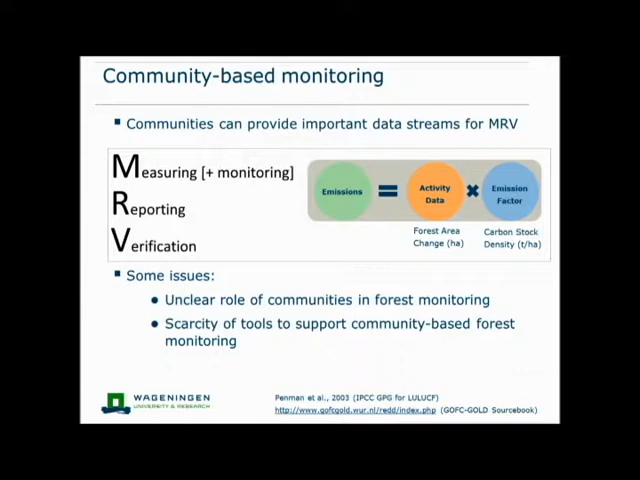 Community-based monitoring
▪ Communities can provide important data streams for MRV
Measuring [+ monitoring]
Reporting
Verification
Emissions = Activity Data × Emission Factor
Forest Area Change (ha)
Carbon Stock Density (t/ha)
▪ Some issues:
● Unclear role of communities in forest monitoring
● Scarcity of tools to support community-based forest
monitoring
WAGENINGEN
UNIVERSITY & RESEARCH
Penman et al., 2003 (IPCC GPG for LULUCF)
http://www.gofcgold.wur.nl/redd/index.php (GOFC-GOLD Sourcebook)